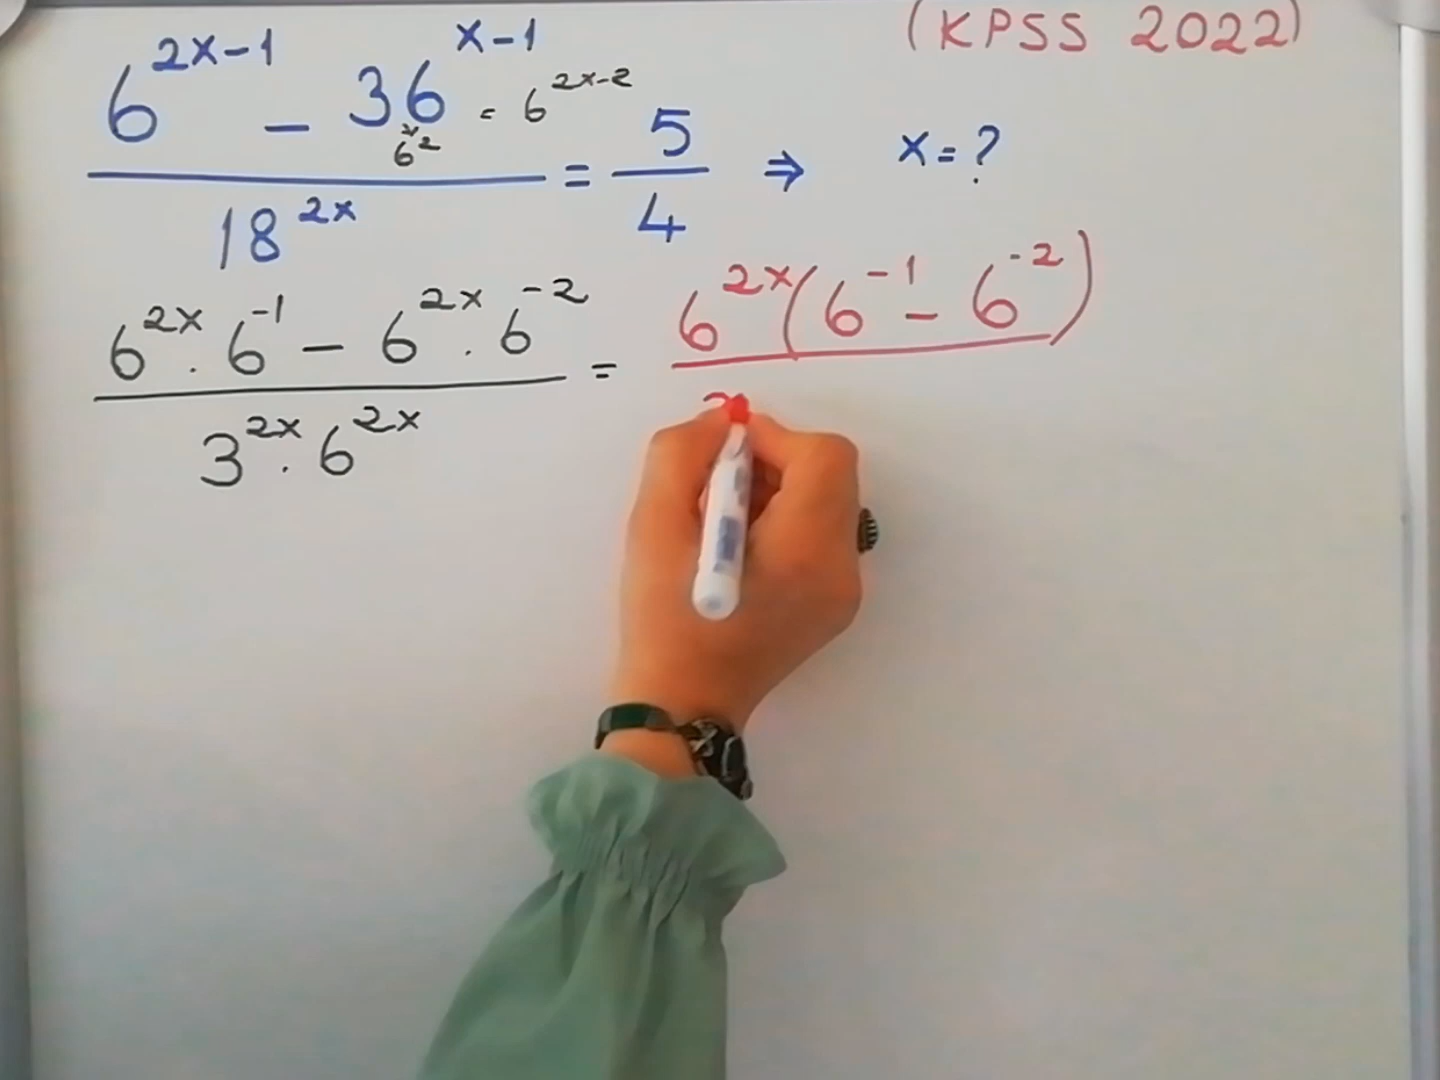 (KPSS 2022)
6^{2x-1} - 36^{x-1} = 6^{2x-2}
6^2
18^{2x}
= 5/4 ⇒ x = ?
6^{2x} . 6^{-1} - 6^{2x} . 6^{-2}
3^{2x} . 6^{2x}
= 6^{2x} (6^{-1} - 6^{-2})